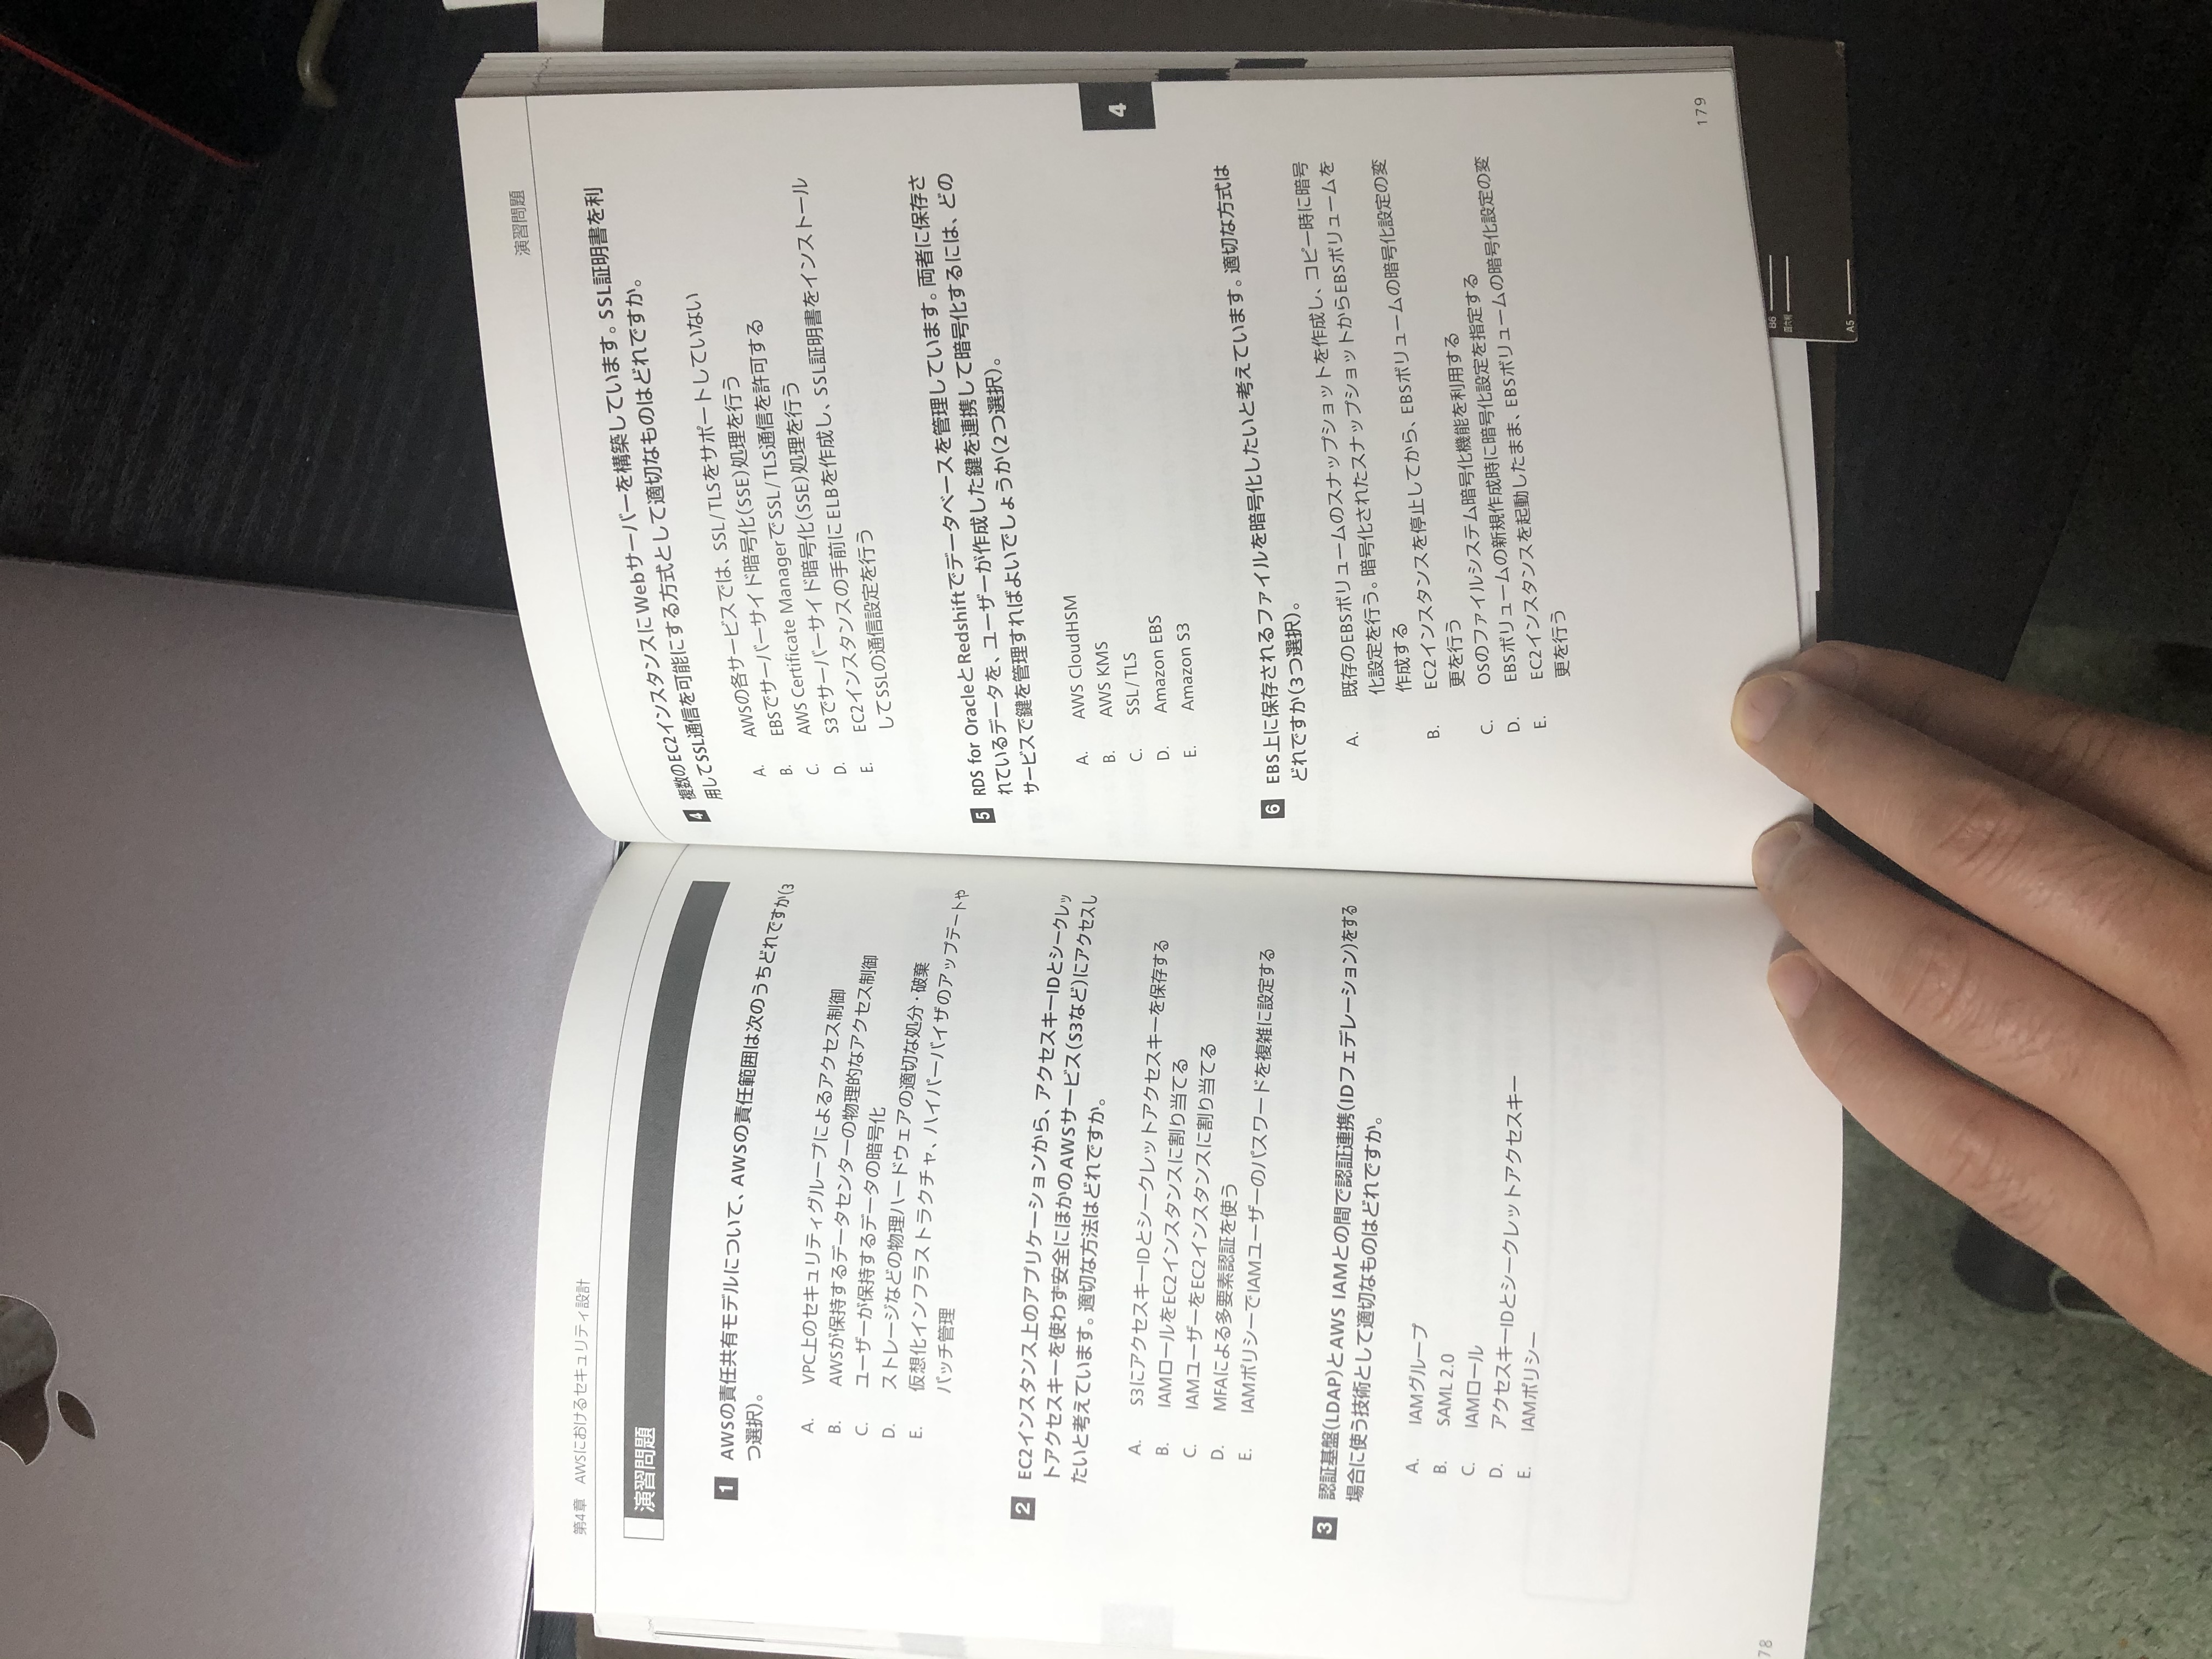 第4章 AWSにおけるセキュリティ設計
演習問題
1 AWSの責任共有モデルについて、AWSの責任範囲は次のうちどれですか(3
つ選択)。
A. VPC上のセキュリティグループによるアクセス制御
B. AWSが保持するデータセンターの物理的なアクセス制御
C. ユーザーが保持するデータの暗号化
D. ストレージなどの物理ハードウェアの適切な処分・破棄
E. 仮想化インフラストラクチャ、ハイパーバイザのアップデートや
パッチ管理
2 EC2インスタンス上のアプリケーションから、アクセスキーIDとシークレッ
トアクセスキーを使わず安全にほかのAWSサービス(S3など)にアクセスし
たいと考えています。適切な方法はどれですか。
A. S3にアクセスキーIDとシークレットアクセスキーを保存する
B. IAMロールをEC2インスタンスに割り当てる
C. IAMユーザーをEC2インスタンスに割り当てる
D. MFAによる多要素認証を使う
E. IAMポリシーでIAMユーザーのパスワードを複雑に設定する
3 認証基盤(LDAP)とAWS IAMとの間で認証連携(IDフェデレーション)をする
場合に使う技術として適切なものはどれですか。
A. IAMグループ
B. SAML 2.0
C. IAMロール
D. アクセスキーIDとシークレットアクセスキー
E. IAMポリシー
78
演習問題
4 複数のEC2インスタンスにWebサーバーを構築しています。SSL証明書を利
用してSSL通信を可能にする方式として適切なものはどれですか。
A. AWSの各サービスでは、SSL/TLSをサポートしていない
B. EBSでサーバーサイド暗号化(SSE)処理を行う
C. AWS Certificate ManagerでSSL/TLS通信を許可する
D. S3でサーバーサイド暗号化(SSE)処理を行う
E. EC2インスタンスの手前にELBを作成し、SSL証明書をインストール
してSSLの通信設定を行う
5 RDS for OracleとRedshiftでデータベースを管理しています。両者に保存さ
れているデータを、ユーザーが作成した鍵を連携して暗号化するには、どの
サービスで鍵を管理すればよいでしょうか(2つ選択)。
A. AWS CloudHSM
B. AWS KMS
C. SSL/TLS
D. Amazon EBS
E. Amazon S3
4
6 EBS上に保存されるファイルを暗号化したいと考えています。適切な方式は
どれですか(3つ選択)。
A. 既存のEBSボリュームのスナップショットを作成し、コピー時に暗号
化設定を行う。暗号化されたスナップショットからEBSボリュームを
作成する
B. EC2インスタンスを停止してから、EBSボリュームの暗号化設定の変
更を行う
C. OSのファイルシステム暗号化機能を利用する
D. EBSボリュームの新規作成時に暗号化設定を指定する
E. EC2インスタンスを起動したまま、EBSボリュームの暗号化設定の変
更を行う
179
B6
四六判
A5